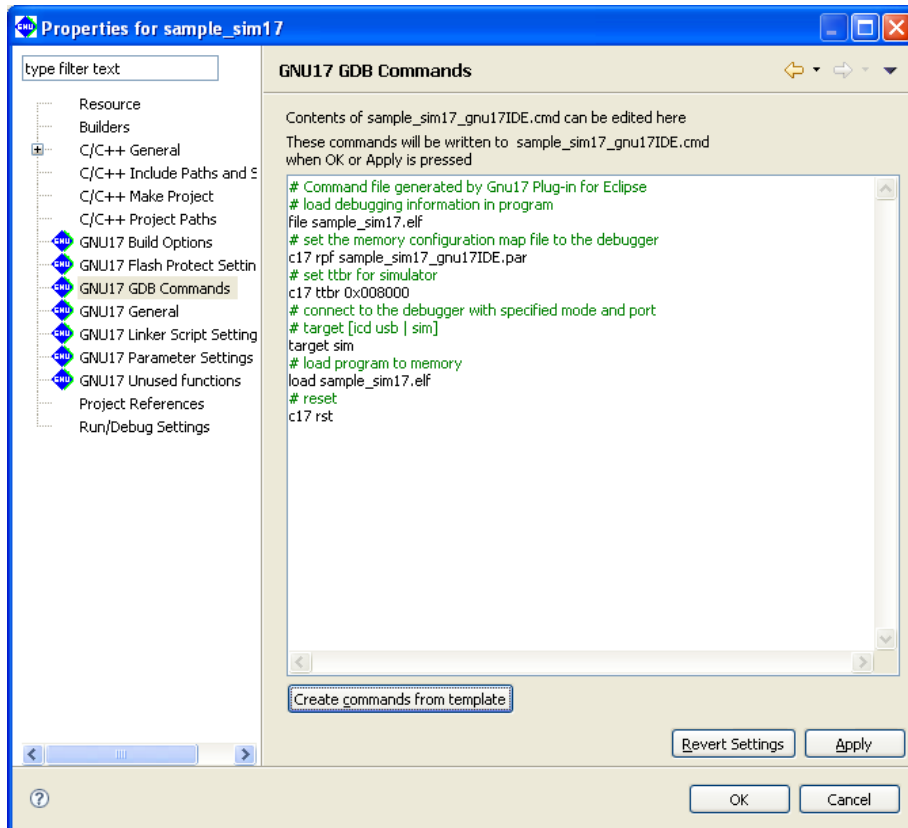 Properties for sample_sim17
type filter text
Resource
Builders
C/C++ General
C/C++ Include Paths and S
C/C++ Make Project
C/C++ Project Paths
GNU GNU17 Build Options
GNU GNU17 Flash Protect Settin
GNU GNU17 GDB Commands
GNU GNU17 General
GNU GNU17 Linker Script Setting
GNU GNU17 Parameter Settings
GNU GNU17 Unused functions
Project References
Run/Debug Settings
GNU17 GDB Commands
Contents of sample_sim17_gnu17IDE.cmd can be edited here
These commands will be written to sample_sim17_gnu17IDE.cmd
when OK or Apply is pressed
# Command file generated by Gnu17 Plug-in for Eclipse
# load debugging information in program
file sample_sim17.elf
# set the memory configuration map file to the debugger
c17 rpf sample_sim17_gnu17IDE.par
# set ttbr for simulator
c17 ttbr 0x008000
# connect to the debugger with specified mode and port
# target [icd usb | sim]
target sim
# load program to memory
load sample_sim17.elf
# reset
c17 rst
Create commands from template
Revert Settings
Apply
OK
Cancel